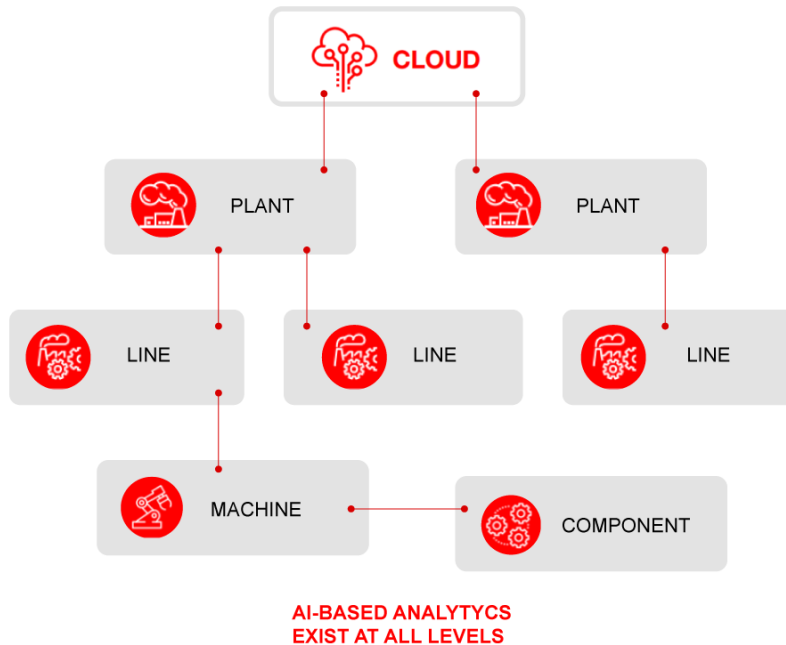 CLOUD
PLANT
PLANT
LINE
LINE
LINE
MACHINE
COMPONENT
AI-BASED ANALYTYCS
EXIST AT ALL LEVELS